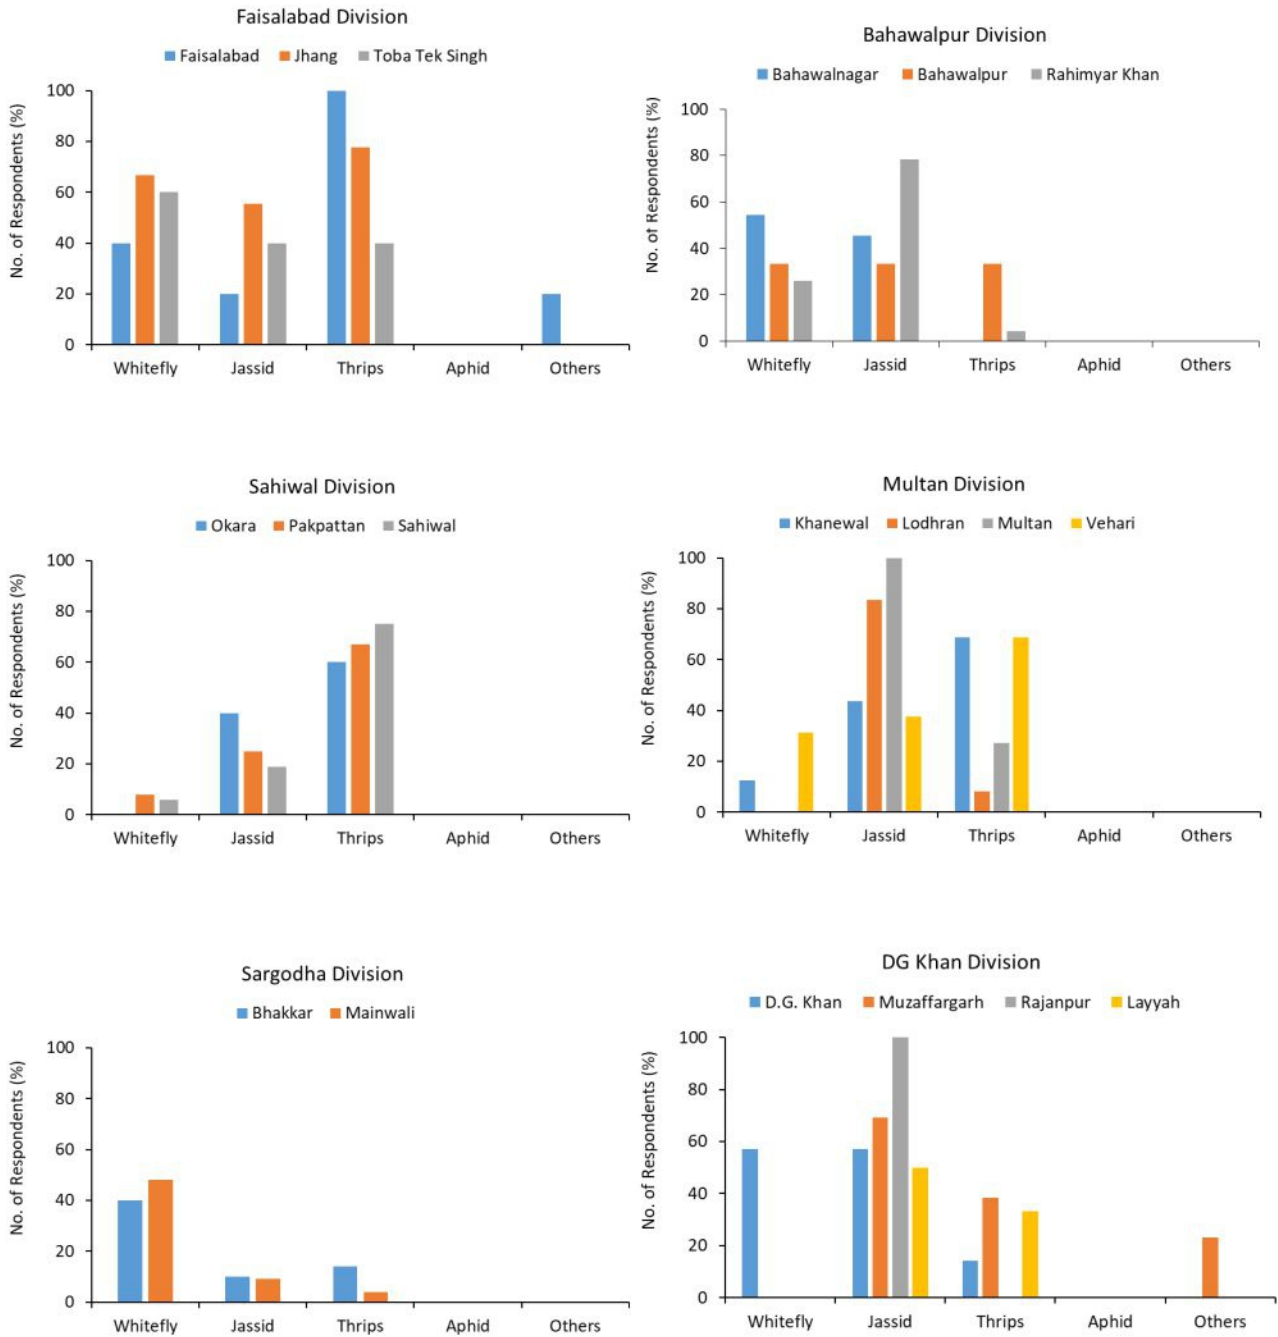 Faisalabad Division
Faisalabad Jhang Toba Tek Singh
No. of Respondents (%)
100
80
60
40
20
0
Whitefly Jassid Thrips Aphid Others
Bahawalpur Division
Bahawalnagar Bahawalpur Rahimyar Khan
No. of Respondents (%)
100
80
60
40
20
0
Whitefly Jassid Thrips Aphid Others
Sahiwal Division
Okara Pakpattan Sahiwal
No. of Respondents (%)
100
80
60
40
20
0
Whitefly Jassid Thrips Aphid Others
Multan Division
Khanewal Lodhran Multan Vehari
No. of Respondents (%)
100
80
60
40
20
0
Whitefly Jassid Thrips Aphid Others
Sargodha Division
Bhakkar Mainwali
No. of Respondents (%)
100
80
60
40
20
0
Whitefly Jassid Thrips Aphid Others
DG Khan Division
D.G. Khan Muzaffargarh Rajanpur Layyah
No. of Respondents (%)
100
80
60
40
20
0
Whitefly Jassid Thrips Aphid Others